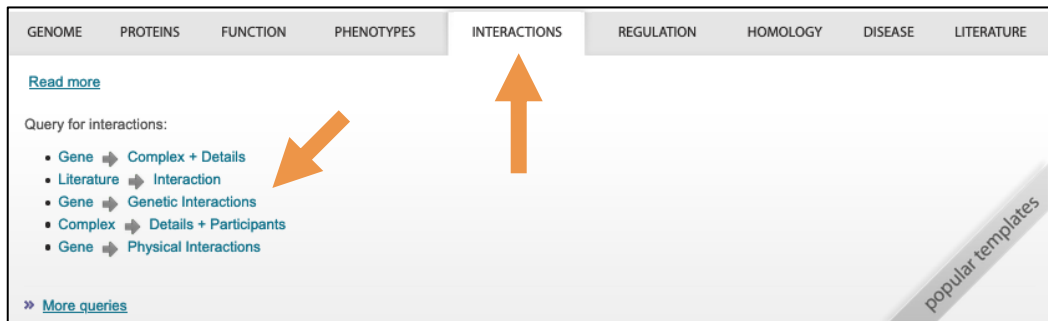 GENOME PROTEINS FUNCTION PHENOTYPES INTERACTIONS REGULATION HOMOLOGY DISEASE LITERATURE
Read more
Query for interactions:
• Gene ➡ Complex + Details
• Literature ➡ Interaction
• Gene ➡ Genetic Interactions
• Complex ➡ Details + Participants
• Gene ➡ Physical Interactions
popular templates
» More queries